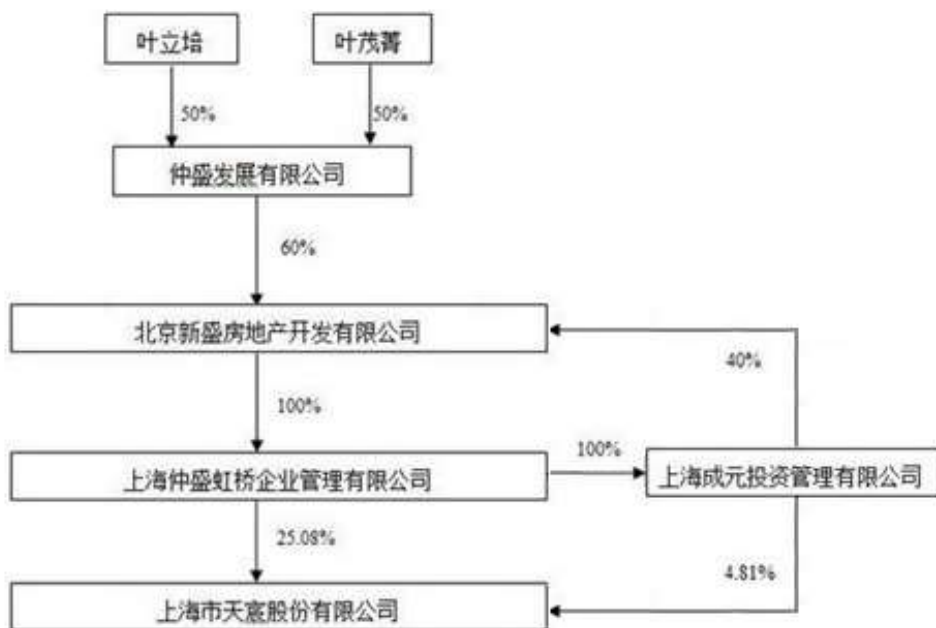 叶立培
叶茂菁
50%
50%
仲盛发展有限公司
60%
北京新盛房地产开发有限公司
40%
100%
上海仲盛虹桥企业管理有限公司
100%
上海成元投资管理有限公司
25.08%
4.81%
上海市天宸股份有限公司